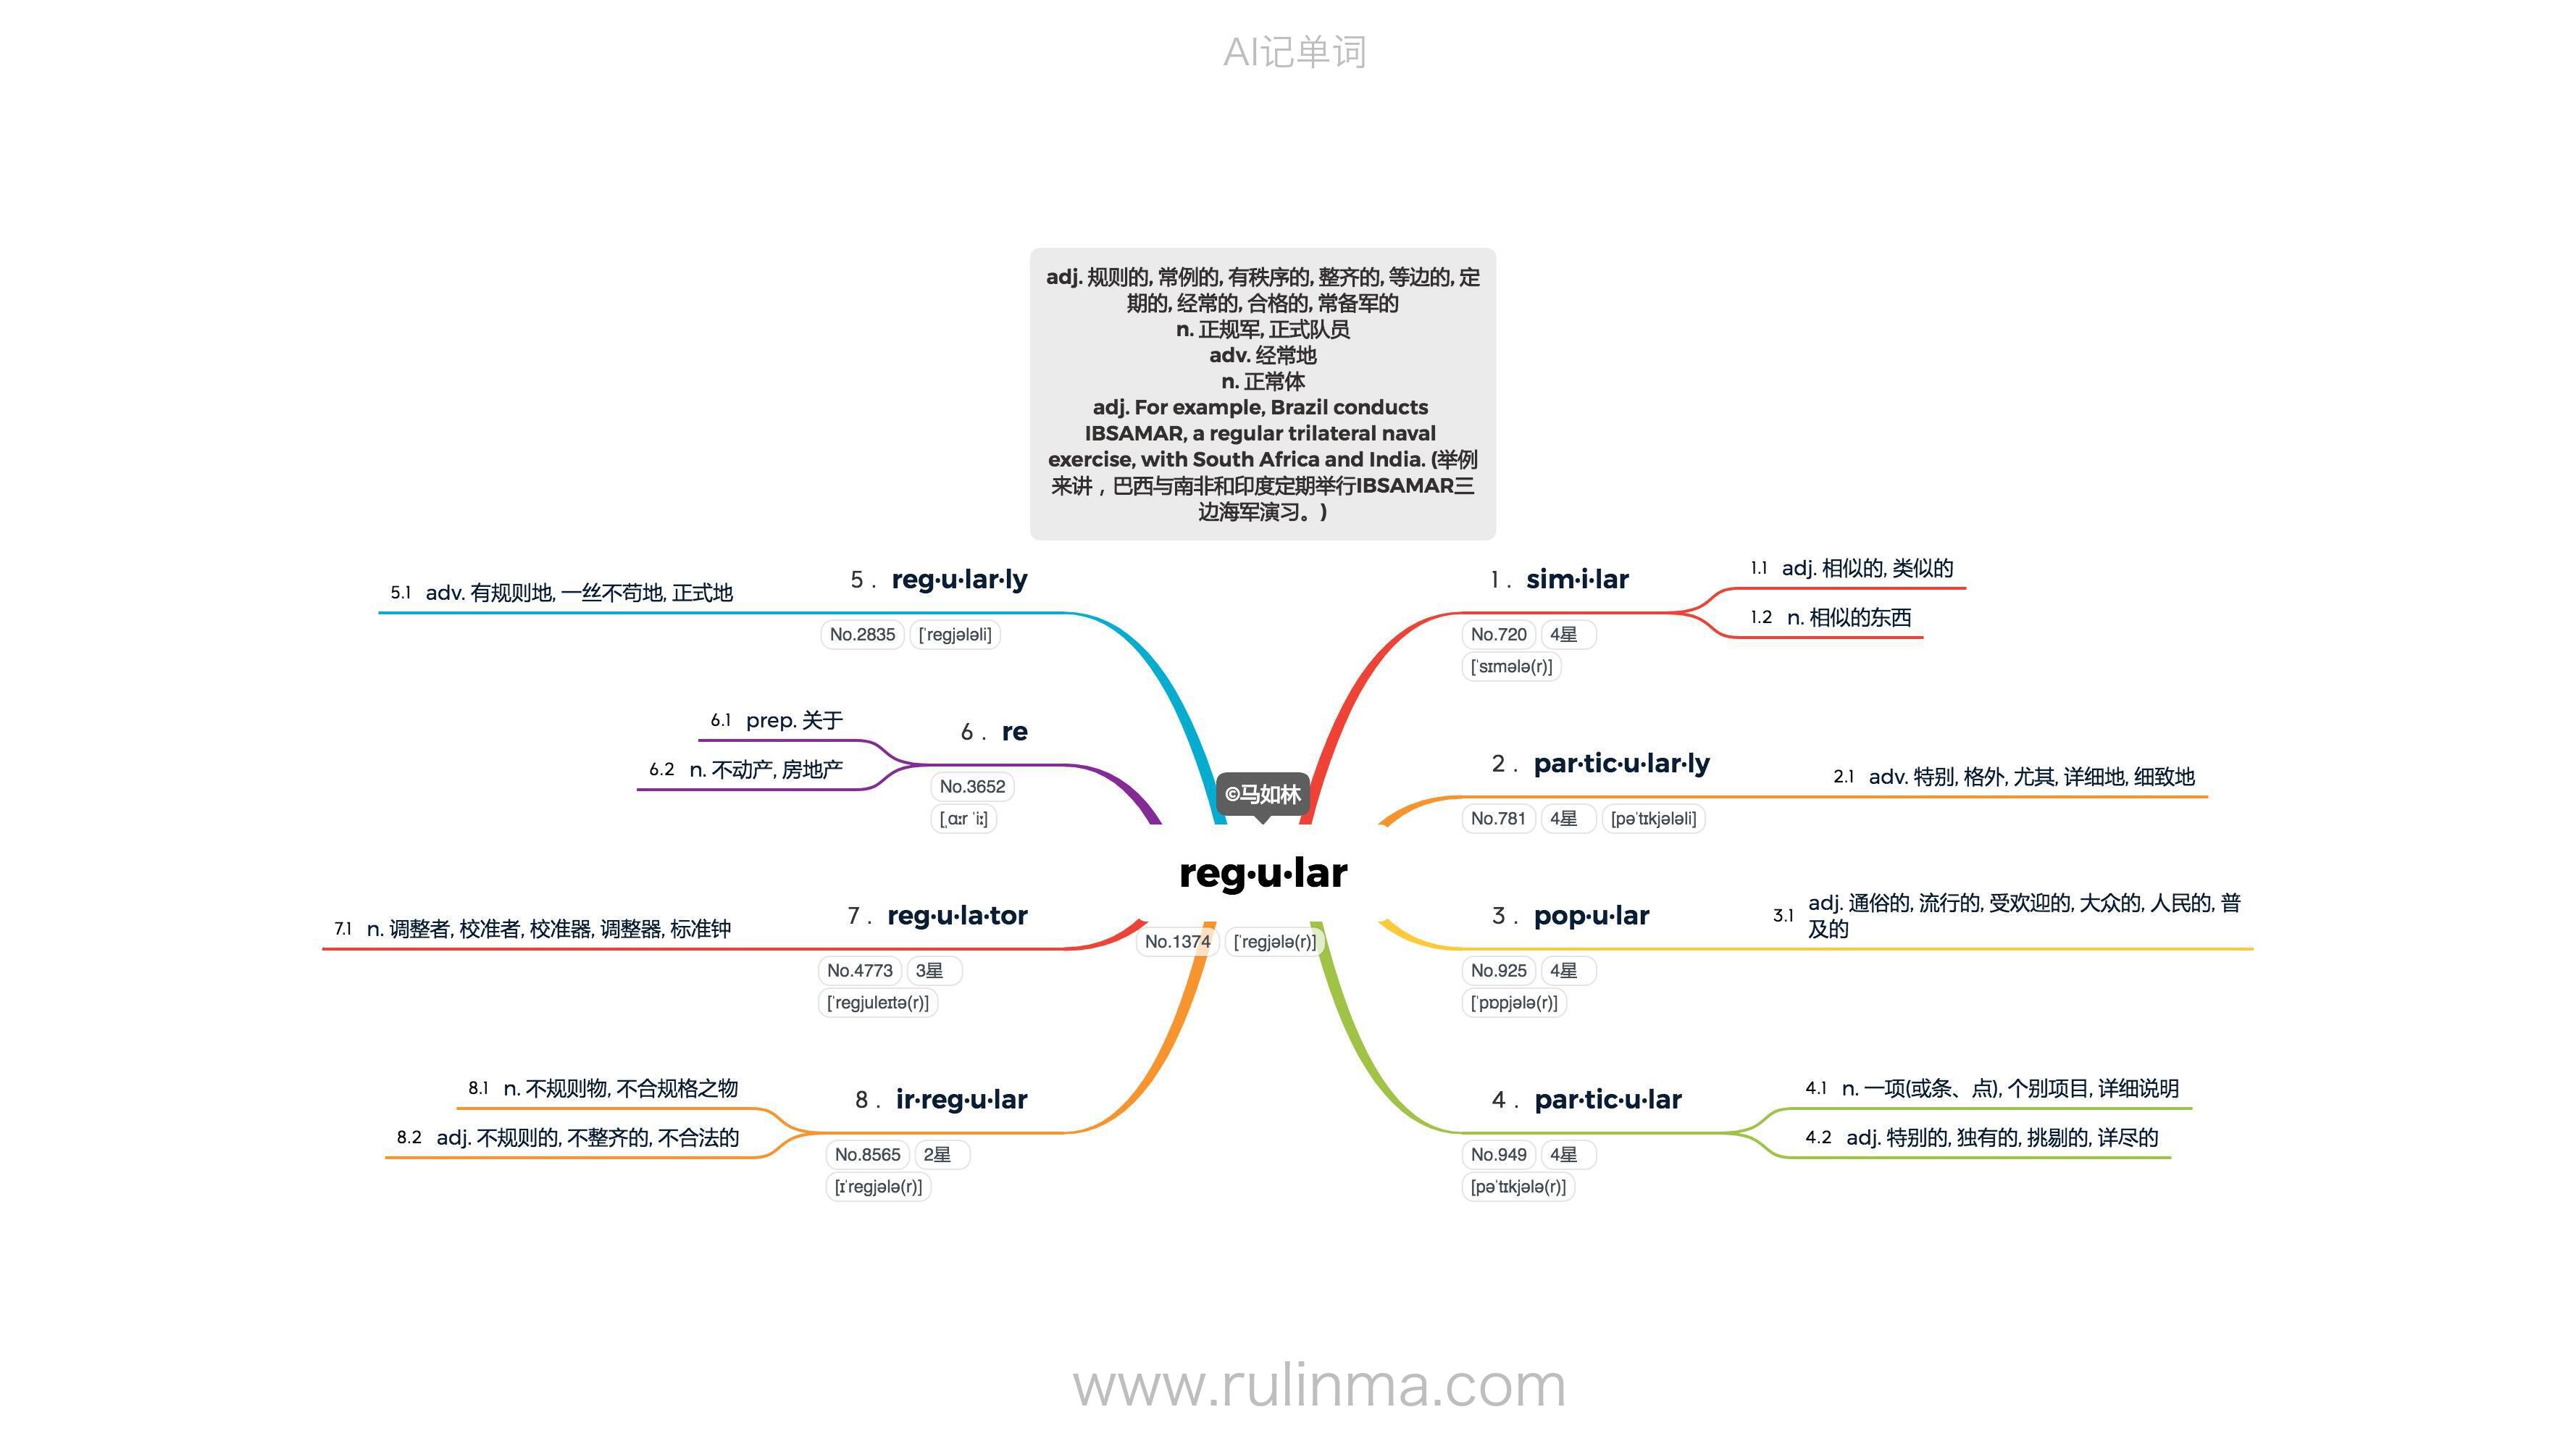 AI记单词
adj. 规则的, 常例的, 有秩序的, 整齐的, 等边的, 定
期的, 经常的, 合格的, 常备军的
n. 正规军, 正式队员
adv. 经常地
n. 正常体
adj. For example, Brazil conducts
IBSAMAR, a regular trilateral naval
exercise, with South Africa and India. (举例
来讲，巴西与南非和印度定期举行IBSAMAR三
边海军演习。)
©马如林
reg·u·lar
No.1374 [ˈregjələ(r)]
1 . sim·i·lar
No.720 4星
[ˈsɪmələ(r)]
1.1 adj. 相似的, 类似的
1.2 n. 相似的东西
2 . par·tic·u·lar·ly
No.781 4星 [pəˈtɪkjələli]
2.1 adv. 特别, 格外, 尤其, 详细地, 细致地
3 . pop·u·lar
No.925 4星
[ˈpɒpjələ(r)]
3.1 adj. 通俗的, 流行的, 受欢迎的, 大众的, 人民的, 普
及的
4 . par·tic·u·lar
No.949 4星
[pəˈtɪkjələ(r)]
4.1 n. 一项(或条、点), 个别项目, 详细说明
4.2 adj. 特别的, 独有的, 挑剔的, 详尽的
5 . reg·u·lar·ly
No.2835 [ˈregjələli]
5.1 adv. 有规则地, 一丝不苟地, 正式地
6 . re
No.3652
[ˌɑːr ˈiː]
6.1 prep. 关于
6.2 n. 不动产, 房地产
7 . reg·u·la·tor
No.4773 3星
[ˈregjuleɪtə(r)]
7.1 n. 调整者, 校准者, 校准器, 调整器, 标准钟
8 . ir·reg·u·lar
No.8565 2星
[ɪˈregjələ(r)]
8.1 n. 不规则物, 不合规格之物
8.2 adj. 不规则的, 不整齐的, 不合法的
www.rulinma.com